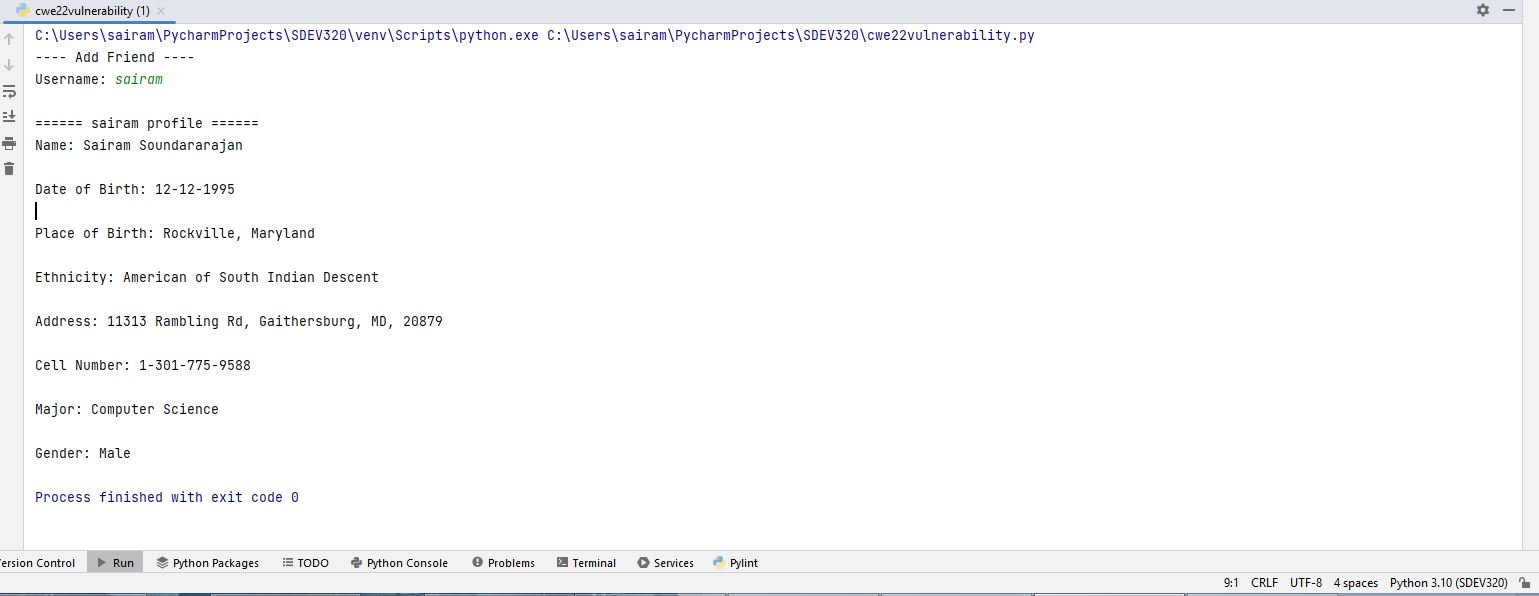 cwe22vulnerability (1)
C:\Users\sairam\PycharmProjects\SDEV320\venv\Scripts\python.exe C:\Users\sairam\PycharmProjects\SDEV320\cwe22vulnerability.py
---- Add Friend ----
Username: sairam
====== sairam profile ======
Name: Sairam Soundararajan
Date of Birth: 12-12-1995
Place of Birth: Rockville, Maryland
Ethnicity: American of South Indian Descent
Address: 11313 Rambling Rd, Gaithersburg, MD, 20879
Cell Number: 1-301-775-9588
Major: Computer Science
Gender: Male
Process finished with exit code 0
ersion Control Run Python Packages TODO Python Console Problems Terminal Services Pylint
9:1 CRLF UTF-8 4 spaces Python 3.10 (SDEV320)